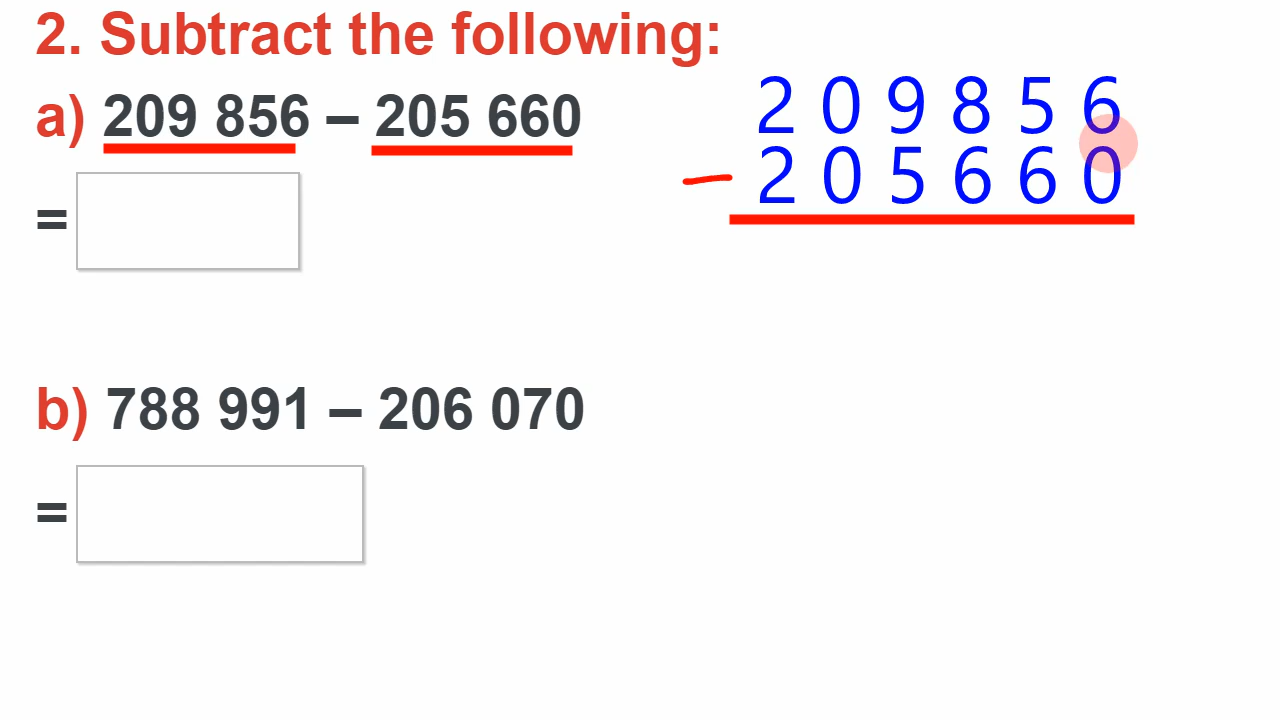 2. Subtract the following:
a) 209 856 – 205 660
=
2 0 9 8 5 6
– 2 0 5 6 6 0
b) 788 991 – 206 070
=